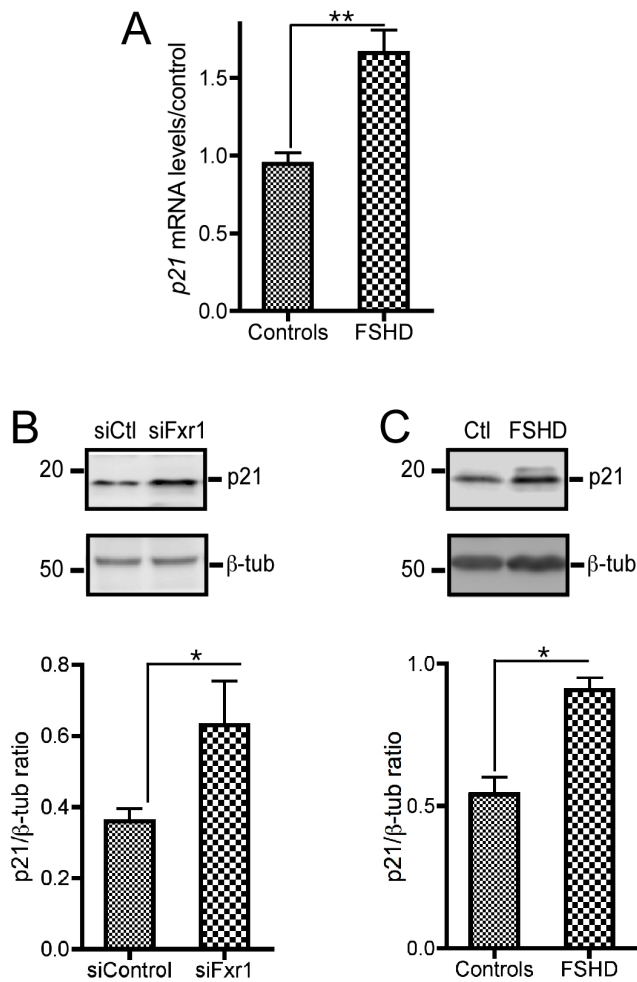 A
**
p21 mRNA levels/control
1.5
1.0
0.5
0.0
Controls FSHD
B
siCtl siFxr1
20
p21
50
β-tub
p21/β-tub ratio
0.8
0.6
0.4
0.2
0.0
*
siControl siFxr1
C
Ctl FSHD
20
p21
50
β-tub
p21/β-tub ratio
1.0
0.5
0.0
*
Controls FSHD